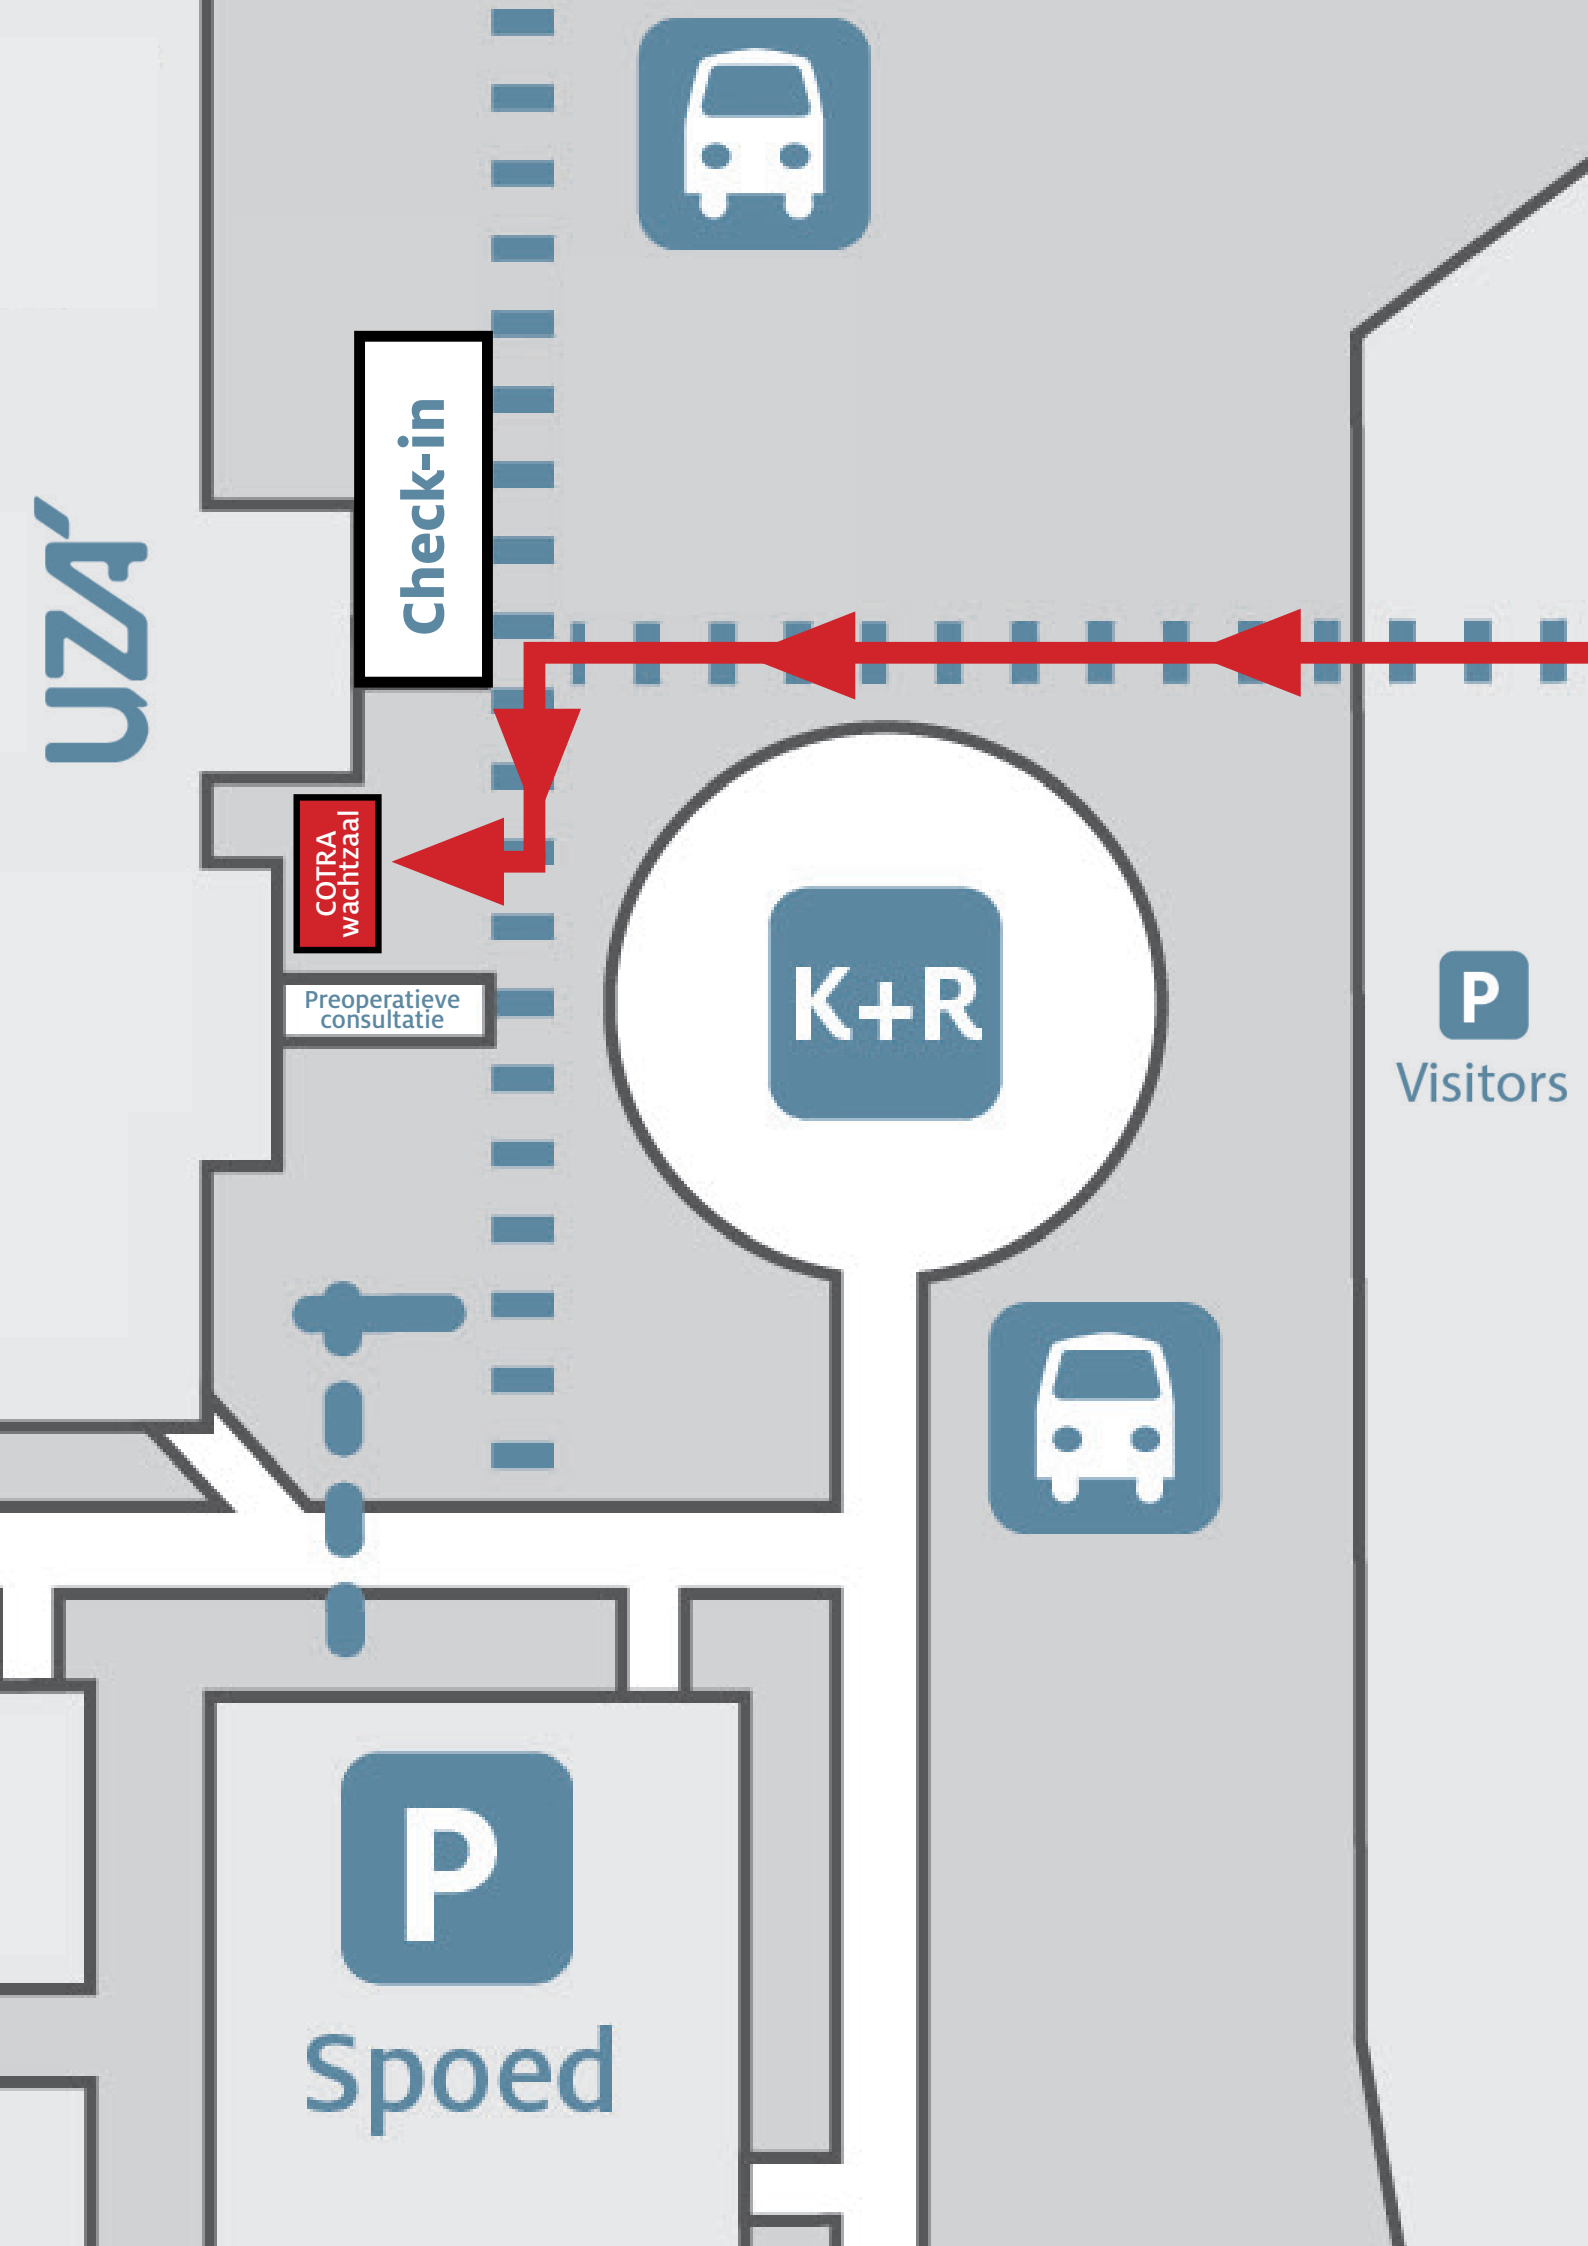 Check-in
UZA
COTRA
wachtzaal
Preoperatieve
consultatie
K+R
P
Visitors
P
Spoed